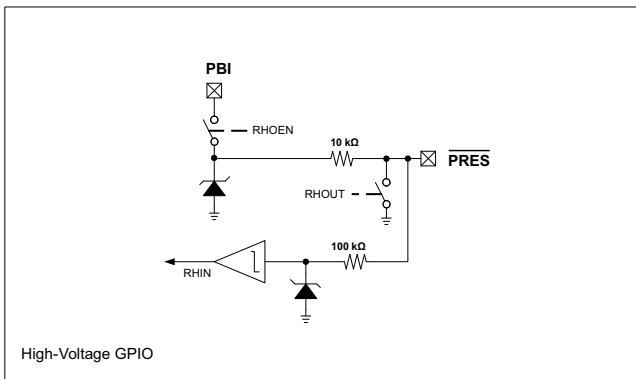 PBI
RHOEN
10 kΩ
PRES
RHOUT
100 kΩ
RHIN
High-Voltage GPIO